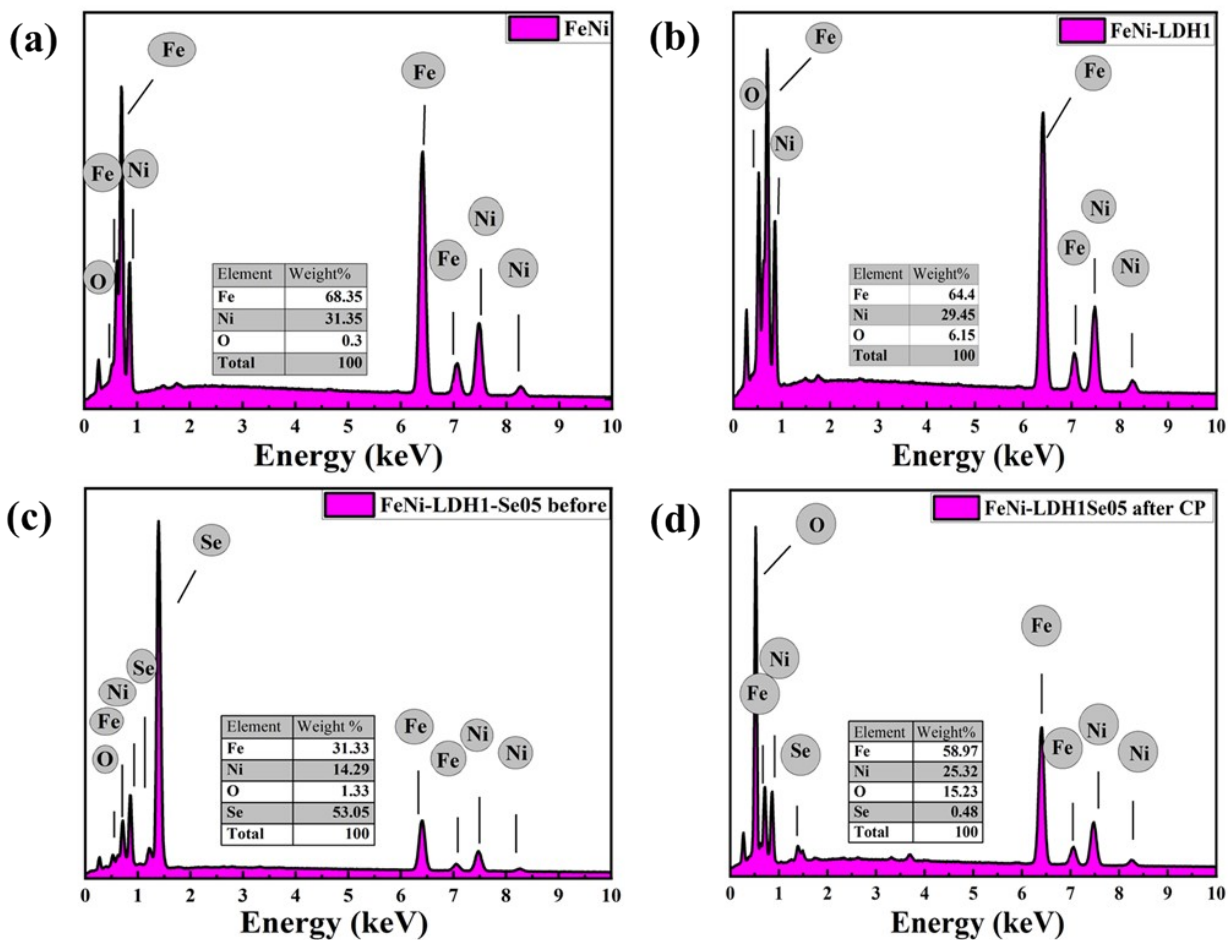 (a)
FeNi
Fe
Fe
Fe
Ni
O
Fe
Ni
Ni
Element Weight%
Fe 68.35
Ni 31.35
O 0.3
Total 100
0 1 2 3 4 5 6 7 8 9 10
Energy (keV)
(b)
FeNi-LDH1
Fe
O
Ni
Fe
Ni
Fe
Ni
Element Weight%
Fe 64.4
Ni 29.45
O 6.15
Total 100
0 1 2 3 4 5 6 7 8 9 10
Energy (keV)
(c)
FeNi-LDH1-Se05 before
Se
Se
Ni
Fe
O
Fe
Fe
Ni
Ni
Element Weight %
Fe 31.33
Ni 14.29
O 1.33
Se 53.05
Total 100
0 1 2 3 4 5 6 7 8 9 10
Energy (keV)
(d)
FeNi-LDH1Se05 after CP
O
Ni
Fe
Se
Fe
Fe
Ni
Ni
Element Weight%
Fe 58.97
Ni 25.32
O 15.23
Se 0.48
Total 100
0 1 2 3 4 5 6 7 8 9 10
Energy (keV)